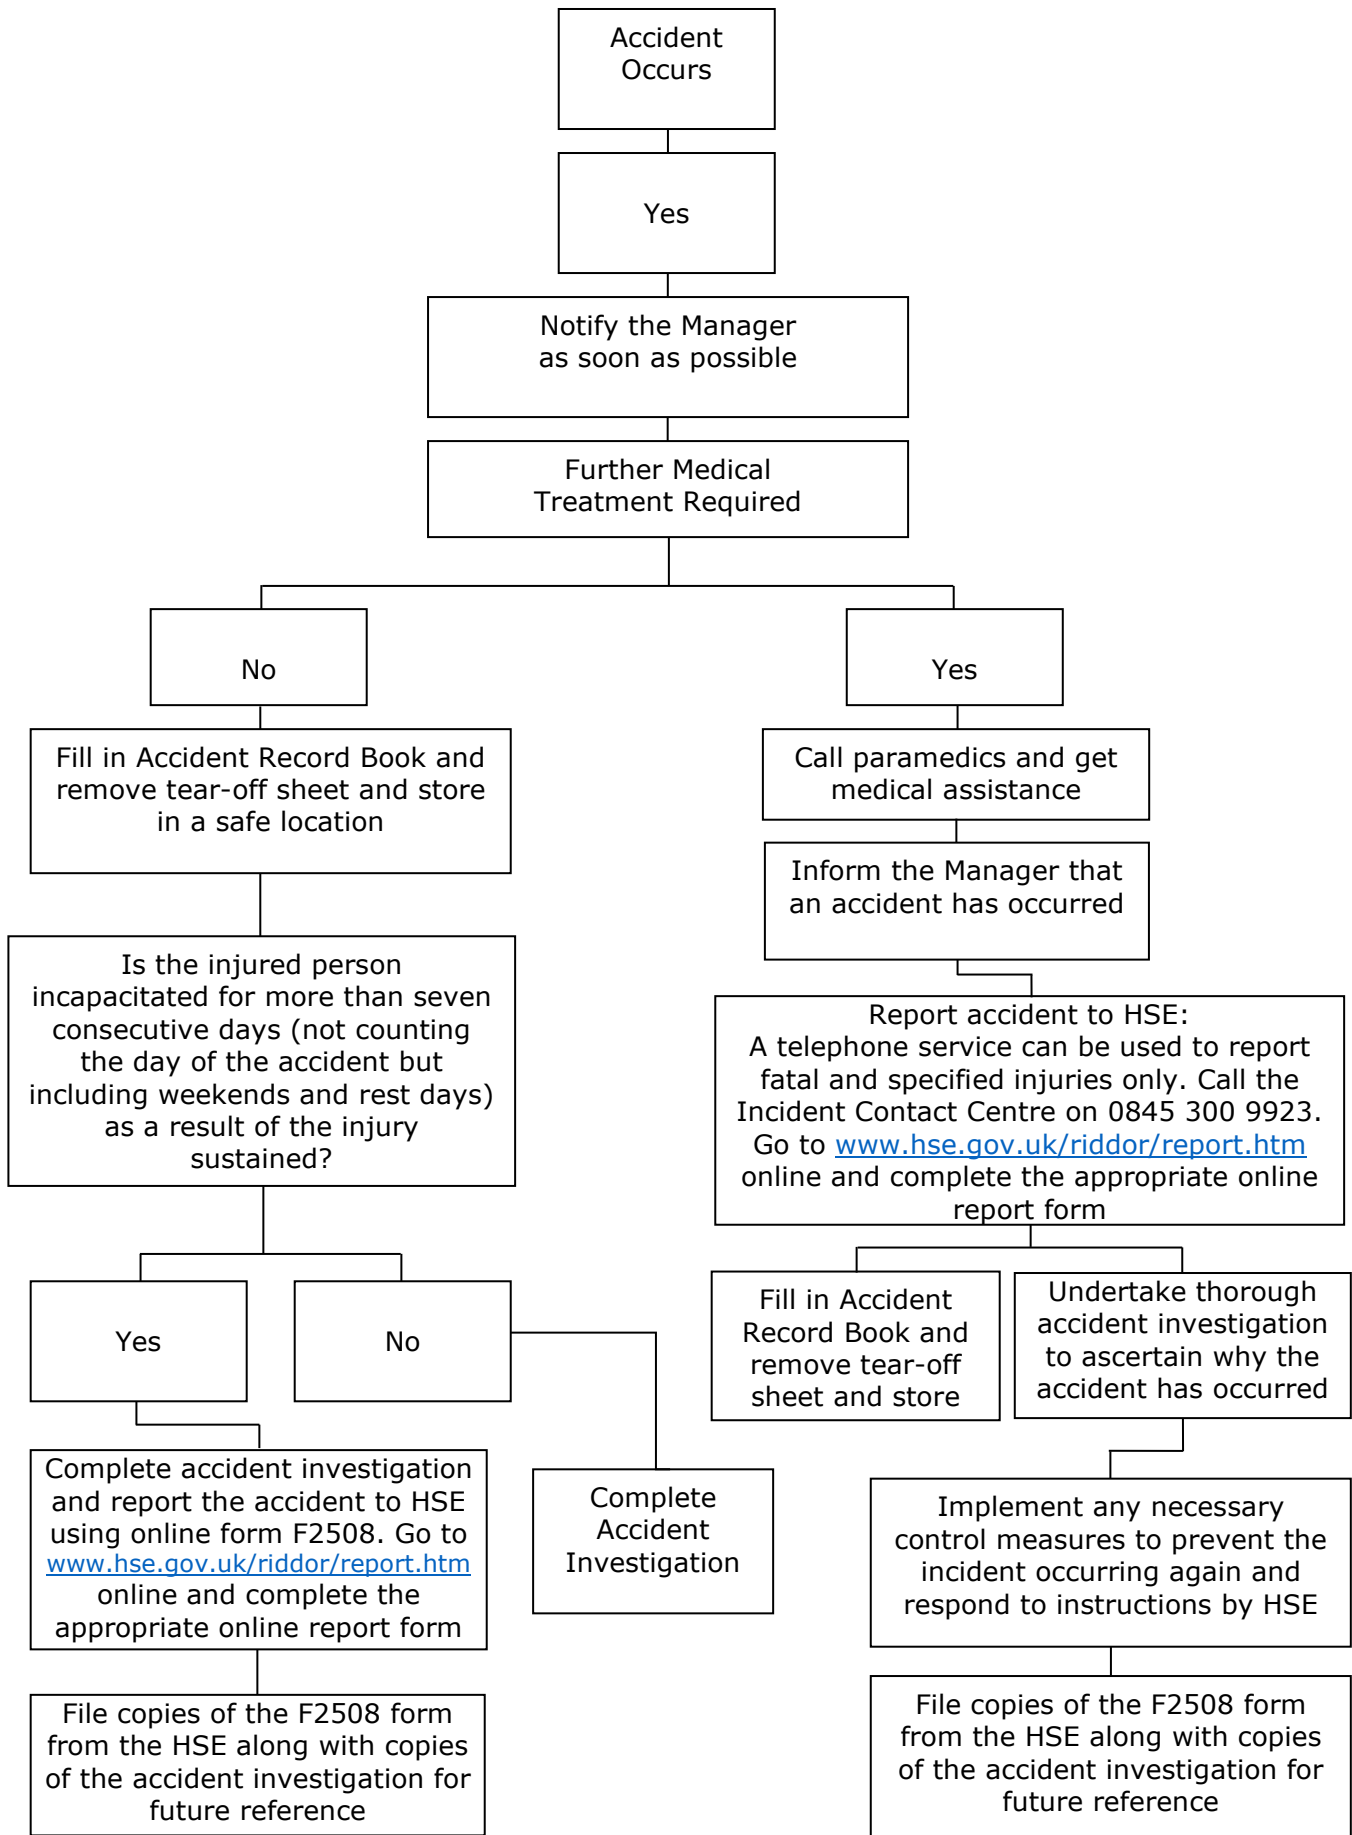 Accident
Occurs
Yes
Notify the Manager
as soon as possible
Further Medical
Treatment Required
No
Yes
Fill in Accident Record Book and
remove tear-off sheet and store
in a safe location
Call paramedics and get
medical assistance
Inform the Manager that
an accident has occurred
Is the injured person
incapacitated for more than seven
consecutive days (not counting
the day of the accident but
including weekends and rest days)
as a result of the injury
sustained?
Report accident to HSE:
A telephone service can be used to report
fatal and specified injuries only. Call the
Incident Contact Centre on 0845 300 9923.
Go to www.hse.gov.uk/riddor/report.htm
online and complete the appropriate online
report form
Yes
No
Fill in Accident
Record Book and
remove tear-off
sheet and store
Undertake thorough
accident investigation
to ascertain why the
accident has occurred
Complete accident investigation
and report the accident to HSE
using online form F2508. Go to
www.hse.gov.uk/riddor/report.htm
online and complete the
appropriate online report form
Complete
Accident
Investigation
Implement any necessary
control measures to prevent the
incident occurring again and
respond to instructions by HSE
File copies of the F2508 form
from the HSE along with copies
of the accident investigation for
future reference
File copies of the F2508 form
from the HSE along with copies
of the accident investigation for
future reference